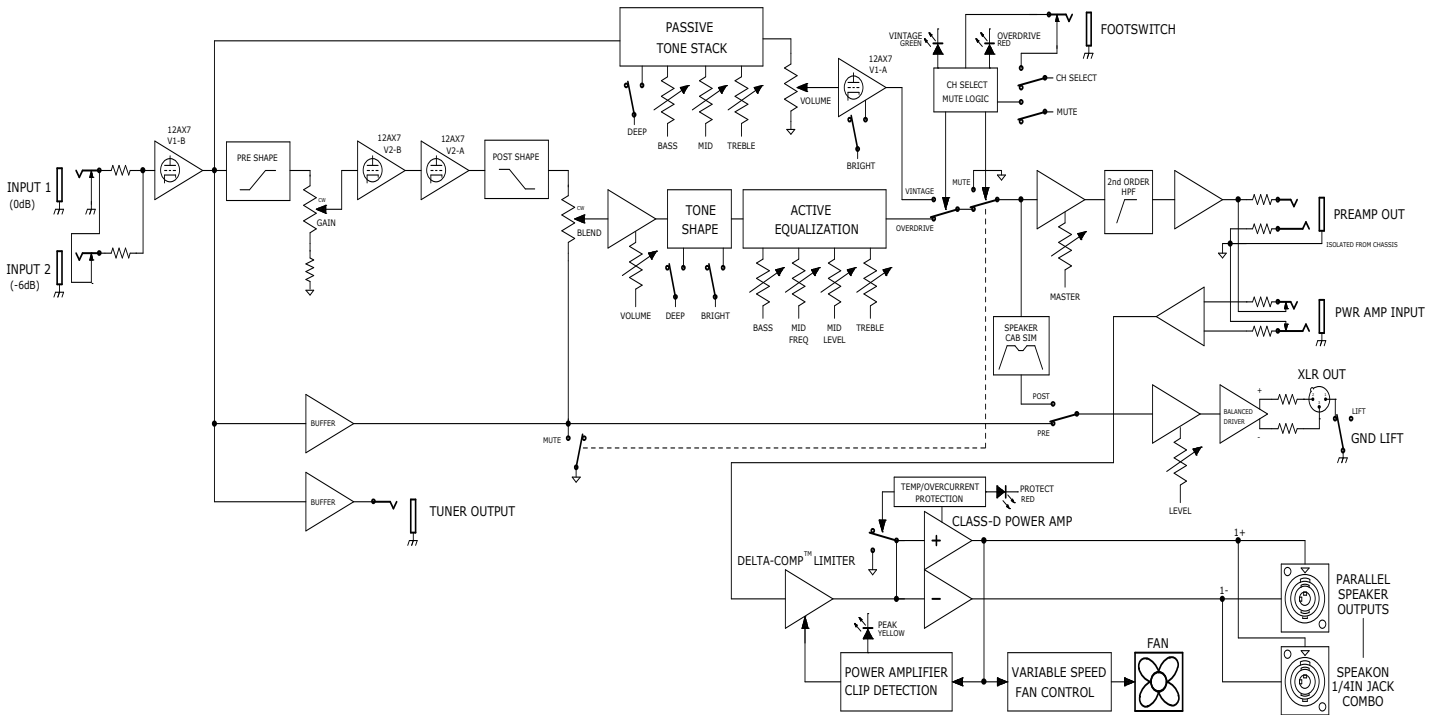 PASSIVE
TONE STACK
DEEP
BASS
MID
TREBLE
VOLUME
12AX7
V1-A
BRIGHT
VINTAGE
GREEN
OVERDRIVE
RED
CH SELECT
MUTE LOGIC
FOOTSWITCH
CH SELECT
MUTE
INPUT 1
(0dB)
INPUT 2
(-6dB)
12AX7
V1-B
PRE SHAPE
CW
GAIN
12AX7
V2-B
12AX7
V2-A
POST SHAPE
CW
BLEND
VOLUME
TONE
SHAPE
DEEP
BRIGHT
ACTIVE
EQUALIZATION
BASS
MID
FREQ
MID
LEVEL
TREBLE
VINTAGE
OVERDRIVE
MUTE
MASTER
2nd ORDER
HPF
PREAMP OUT
ISOLATED FROM CHASSIS
PWR AMP INPUT
SPEAKER
CAB SIM
POST
PRE
XLR OUT
BALANCED
DRIVER
+
-
LIFT
GND LIFT
LEVEL
BUFFER
MUTE
BUFFER
TUNER OUTPUT
TEMP/OVERCURRENT
PROTECTION
PROTECT
RED
CLASS-D POWER AMP
DELTA-COMP™ LIMITER
+
−
1+
1-
PARALLEL
SPEAKER
OUTPUTS
PEAK
YELLOW
POWER AMPLIFIER
CLIP DETECTION
VARIABLE SPEED
FAN CONTROL
FAN
SPEAKON
1/4IN JACK
COMBO